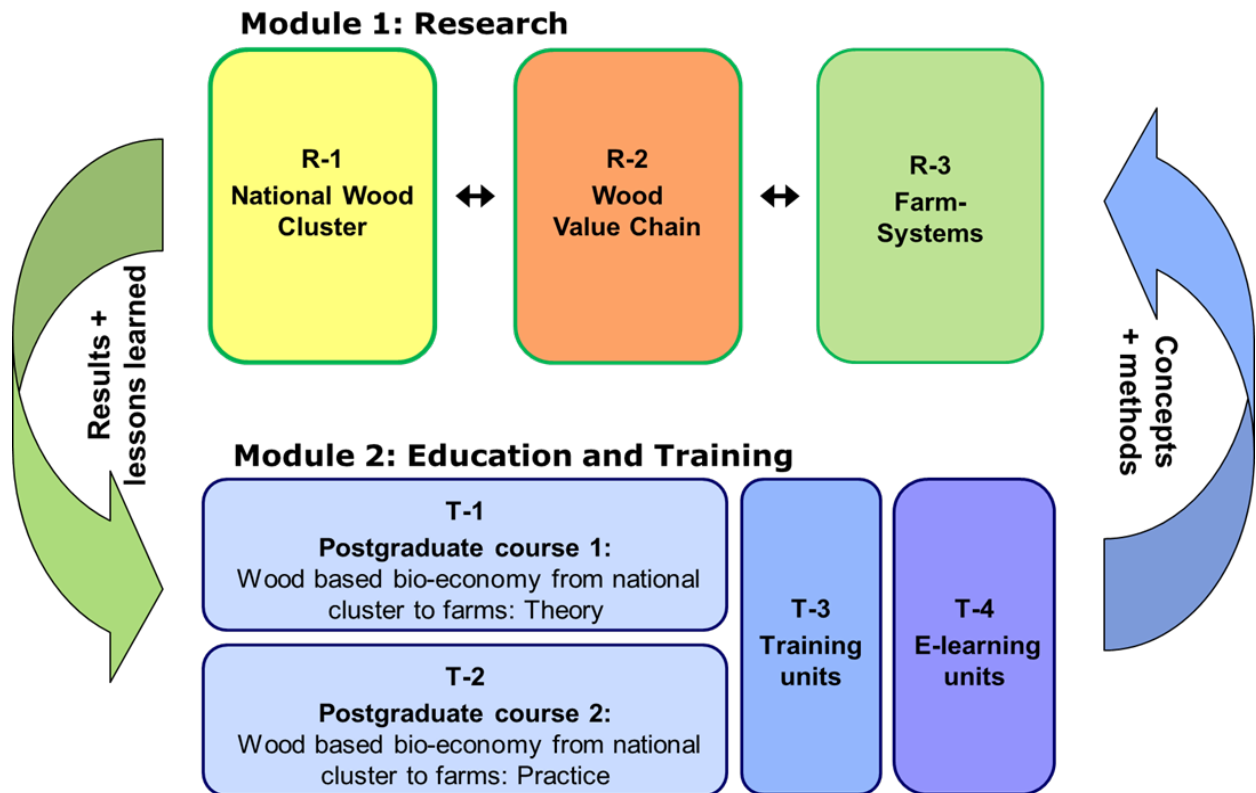 Module 1: Research
R-1
National Wood
Cluster
R-2
Wood
Value Chain
R-3
Farm-
Systems
Results +
lessons learned
Concepts
+ methods
Module 2: Education and Training
T-1
Postgraduate course 1:
Wood based bio-economy from national
cluster to farms: Theory
T-2
Postgraduate course 2:
Wood based bio-economy from national
cluster to farms: Practice
T-3
Training
units
T-4
E-learning
units